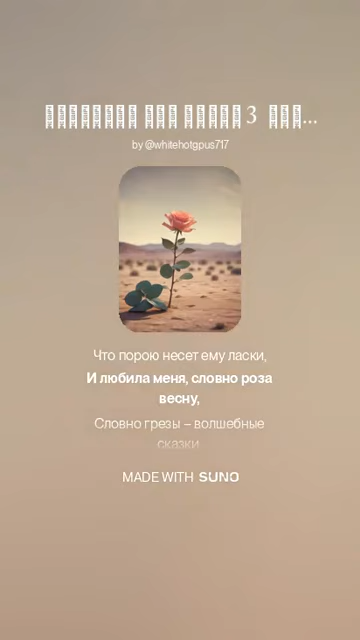 3 ...
by @whitehotgpus717
Что порою несет ему ласки,
И любила меня, словно роза
весну,
Словно грезы – волшебные
сказки
MADE WITH SUNO